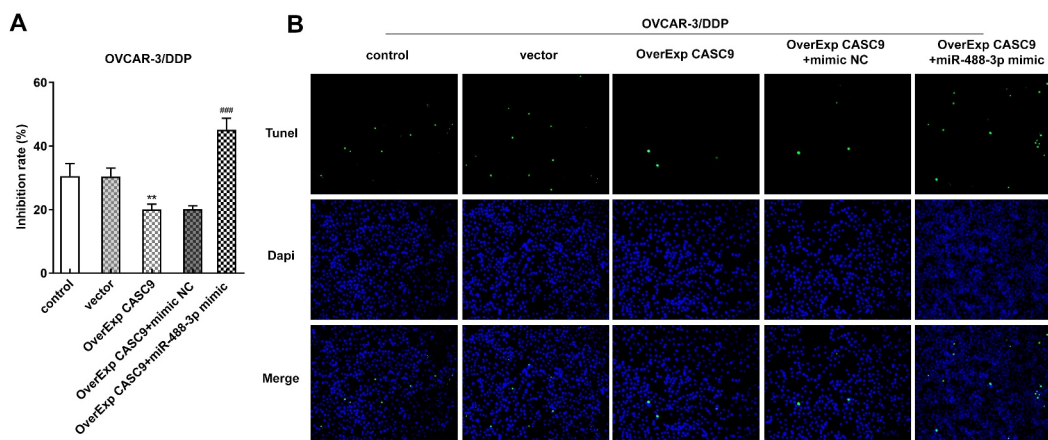 A
OVCAR-3/DDP
Inhibition rate (%)
60
40
20
0
**
###
control
vector
OverExp CASC9
OverExp CASC9+mimic NC
OverExp CASC9+miR-488-3p mimic
B
OVCAR-3/DDP
control
vector
OverExp CASC9
OverExp CASC9
+mimic NC
OverExp CASC9
+miR-488-3p mimic
Tunel
Dapi
Merge